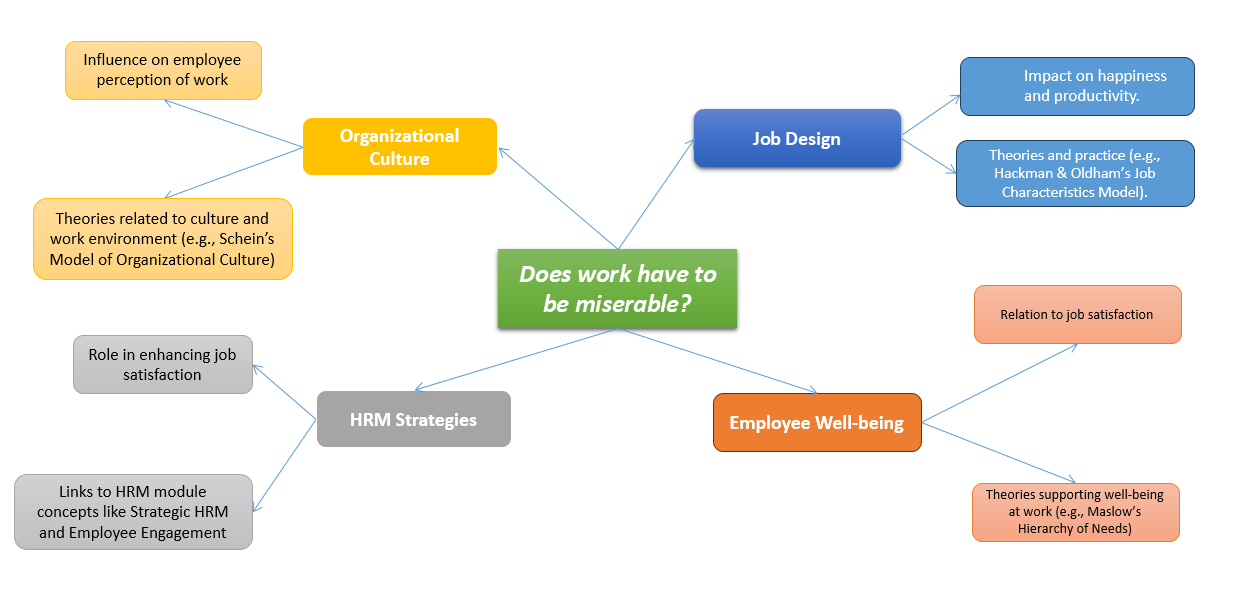 Influence on employee
perception of work
Organizational
Culture
Theories related to culture and
work environment (e.g., Schein’s
Model of Organizational Culture)
Job Design
Impact on happiness
and productivity.
Theories and practice (e.g.,
Hackman & Oldham’s Job
Characteristics Model).
Does work have to
be miserable?
Role in enhancing job
satisfaction
HRM Strategies
Links to HRM module
concepts like Strategic HRM
and Employee Engagement
Relation to job satisfaction
Employee Well-being
Theories supporting well-being
at work (e.g., Maslow’s
Hierarchy of Needs)